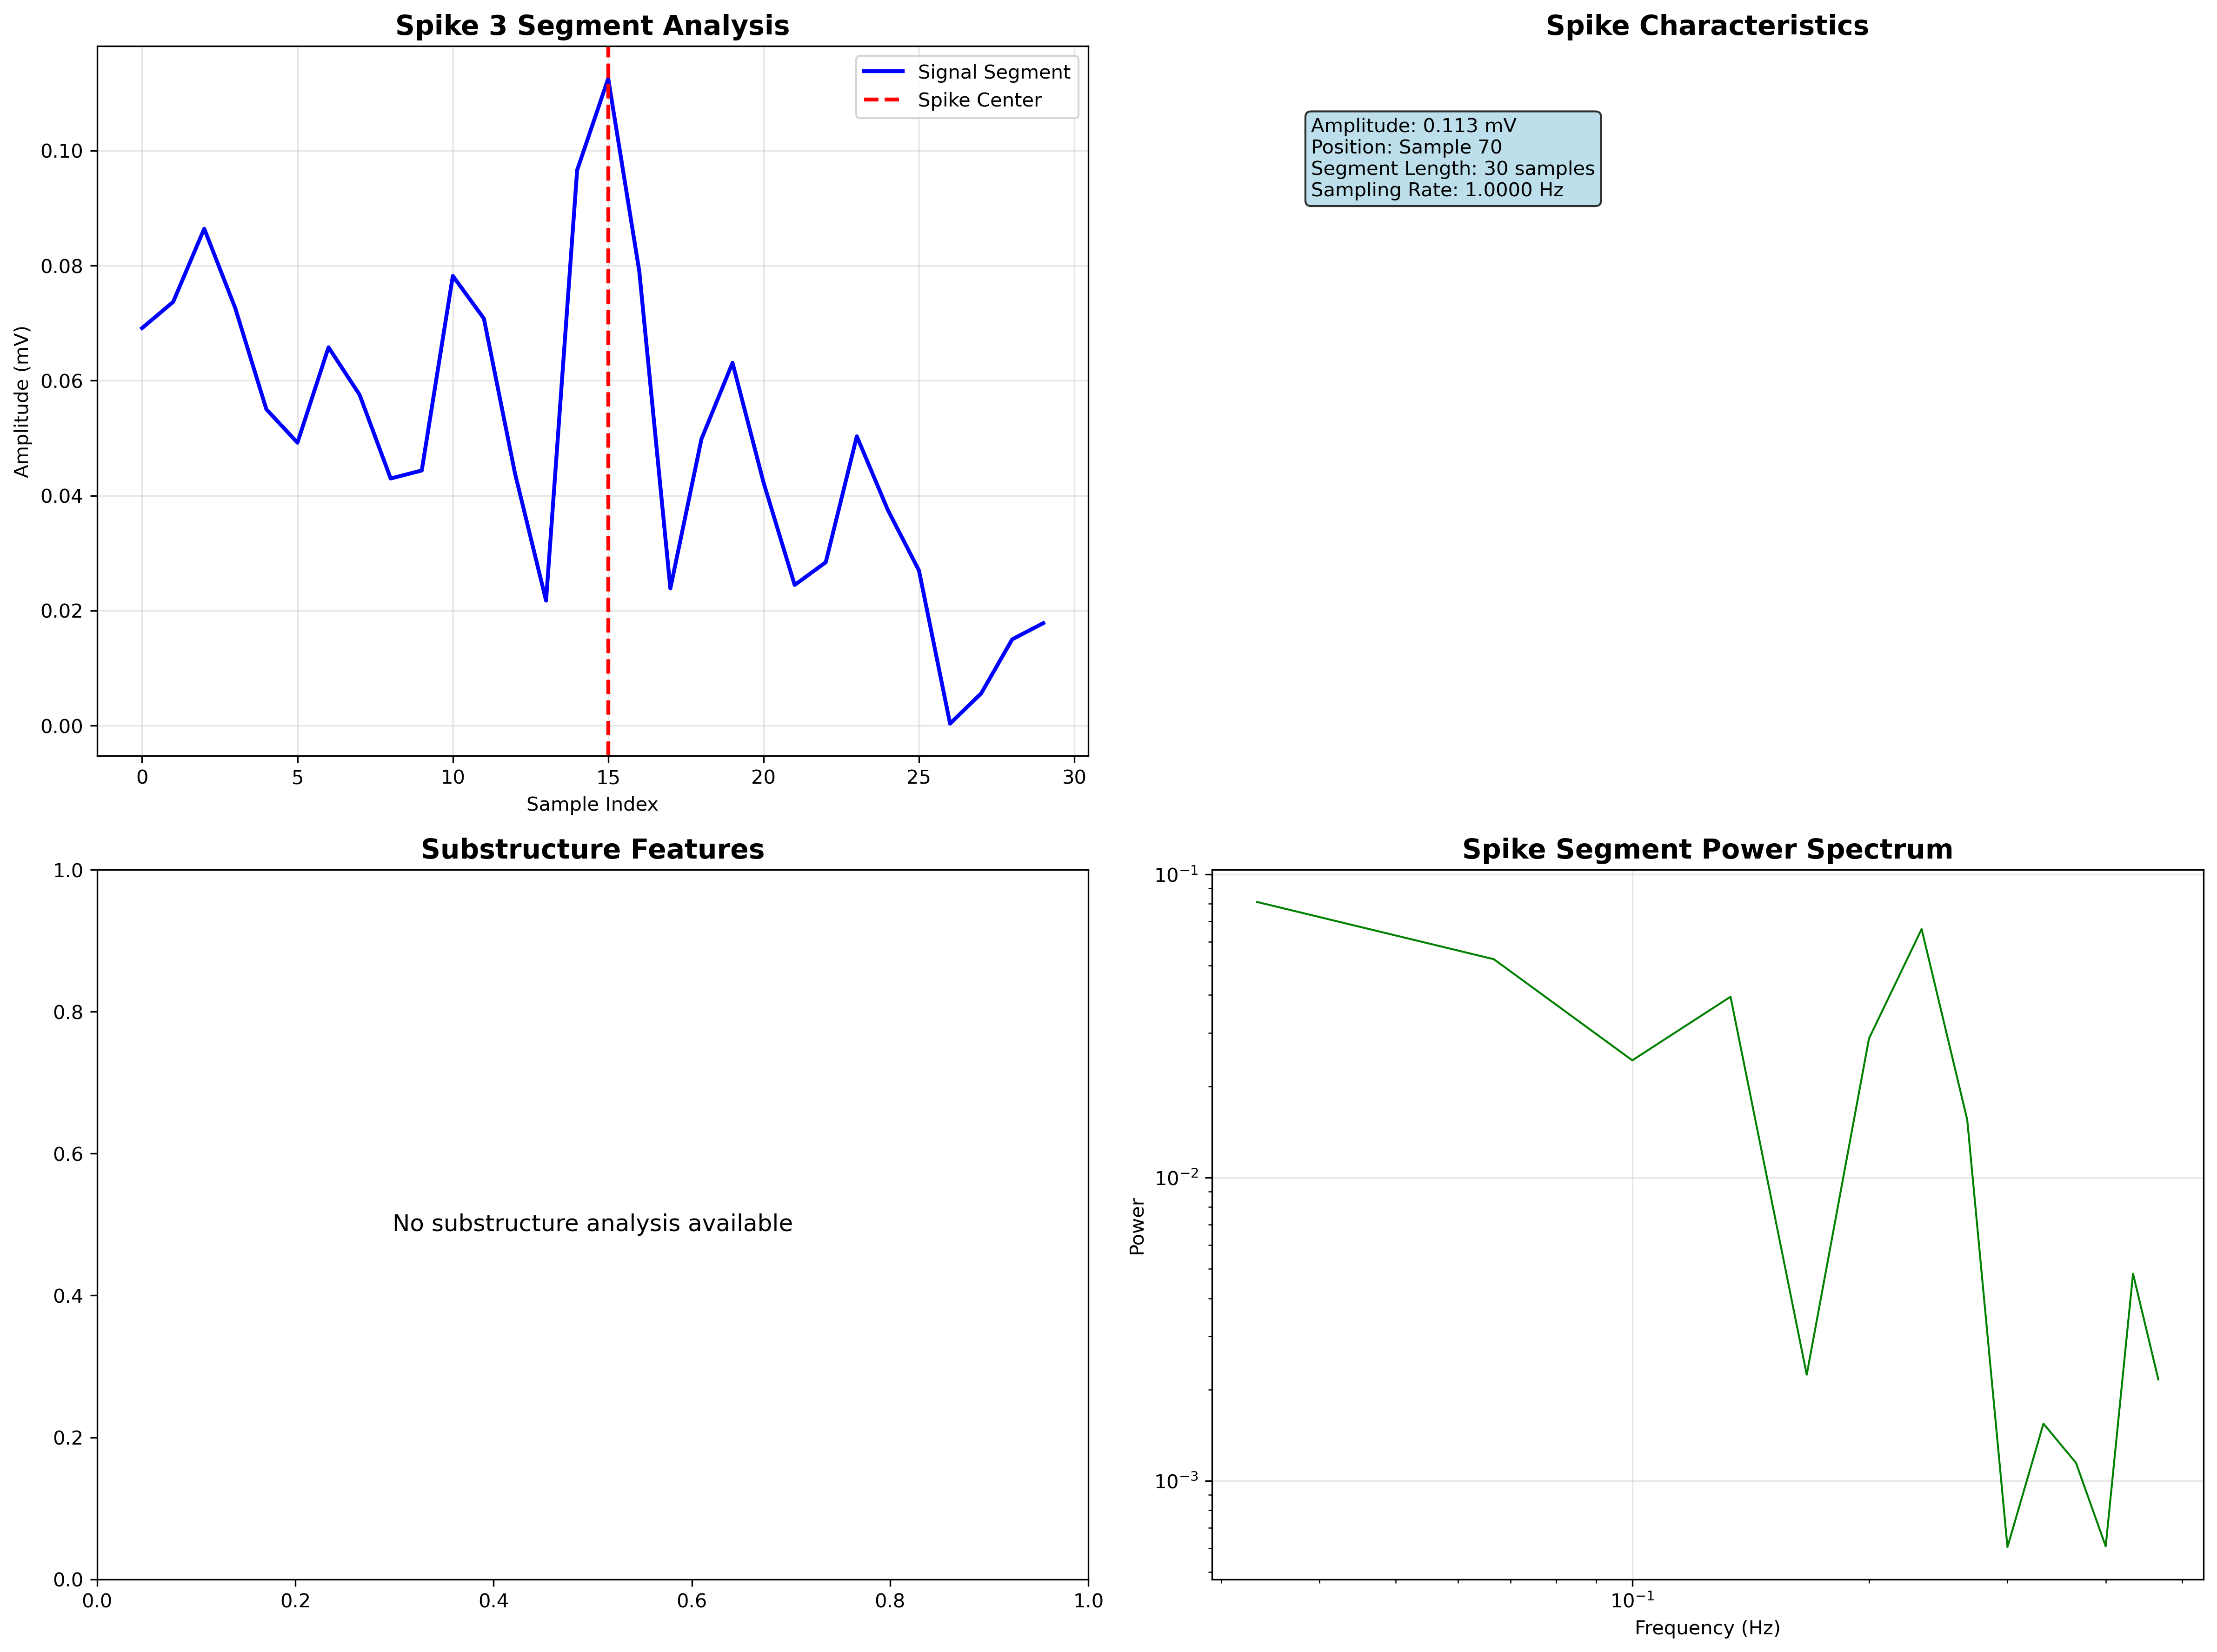 Spike 3 Segment Analysis
Signal Segment
Spike Center
0.10
0.08
0.06
0.04
0.02
0.00
Amplitude (mV)
0 5 10 15 20 25 30
Sample Index
Spike Characteristics
Amplitude: 0.113 mV
Position: Sample 70
Segment Length: 30 samples
Sampling Rate: 1.0000 Hz
Substructure Features
1.0
0.8
0.6
0.4
0.2
0.0
No substructure analysis available
0.0 0.2 0.4 0.6 0.8 1.0
Spike Segment Power Spectrum
10⁻¹
10⁻²
10⁻³
Power
10⁻¹
Frequency (Hz)